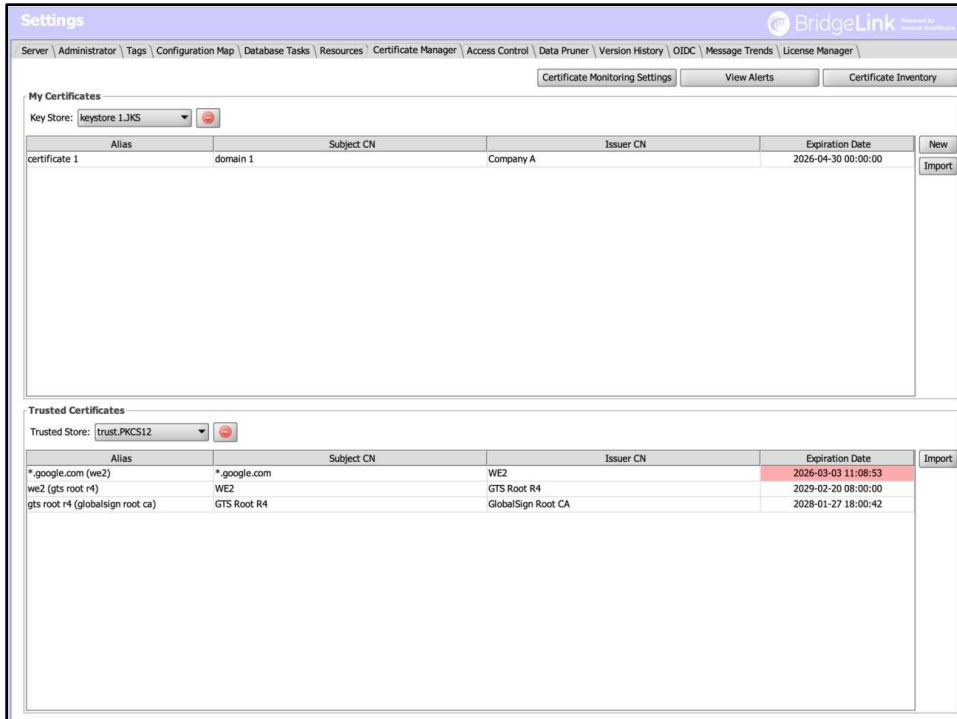 Settings
BridgeLink Powered by
Server Administrator Tags Configuration Map Database Tasks Resources Certificate Manager Access Control Data Pruner Version History OIDC Message Trends License Manager
Certificate Monitoring Settings View Alerts Certificate Inventory
My Certificates
Key Store: keystore 1.JKS
Alias Subject CN Issuer CN Expiration Date New
certificate 1 domain 1 Company A 2026-04-30 00:00:00
Import
Trusted Certificates
Trusted Store: trust.PKCS12
Alias Subject CN Issuer CN Expiration Date Import
*.google.com (we2) *.google.com WE2 2026-03-03 11:08:53
we2 (gts root r4) WE2 GTS Root R4 2029-02-20 08:00:00
gts root r4 (globalsign root ca) GTS Root R4 GlobalSign Root CA 2028-01-27 18:00:42